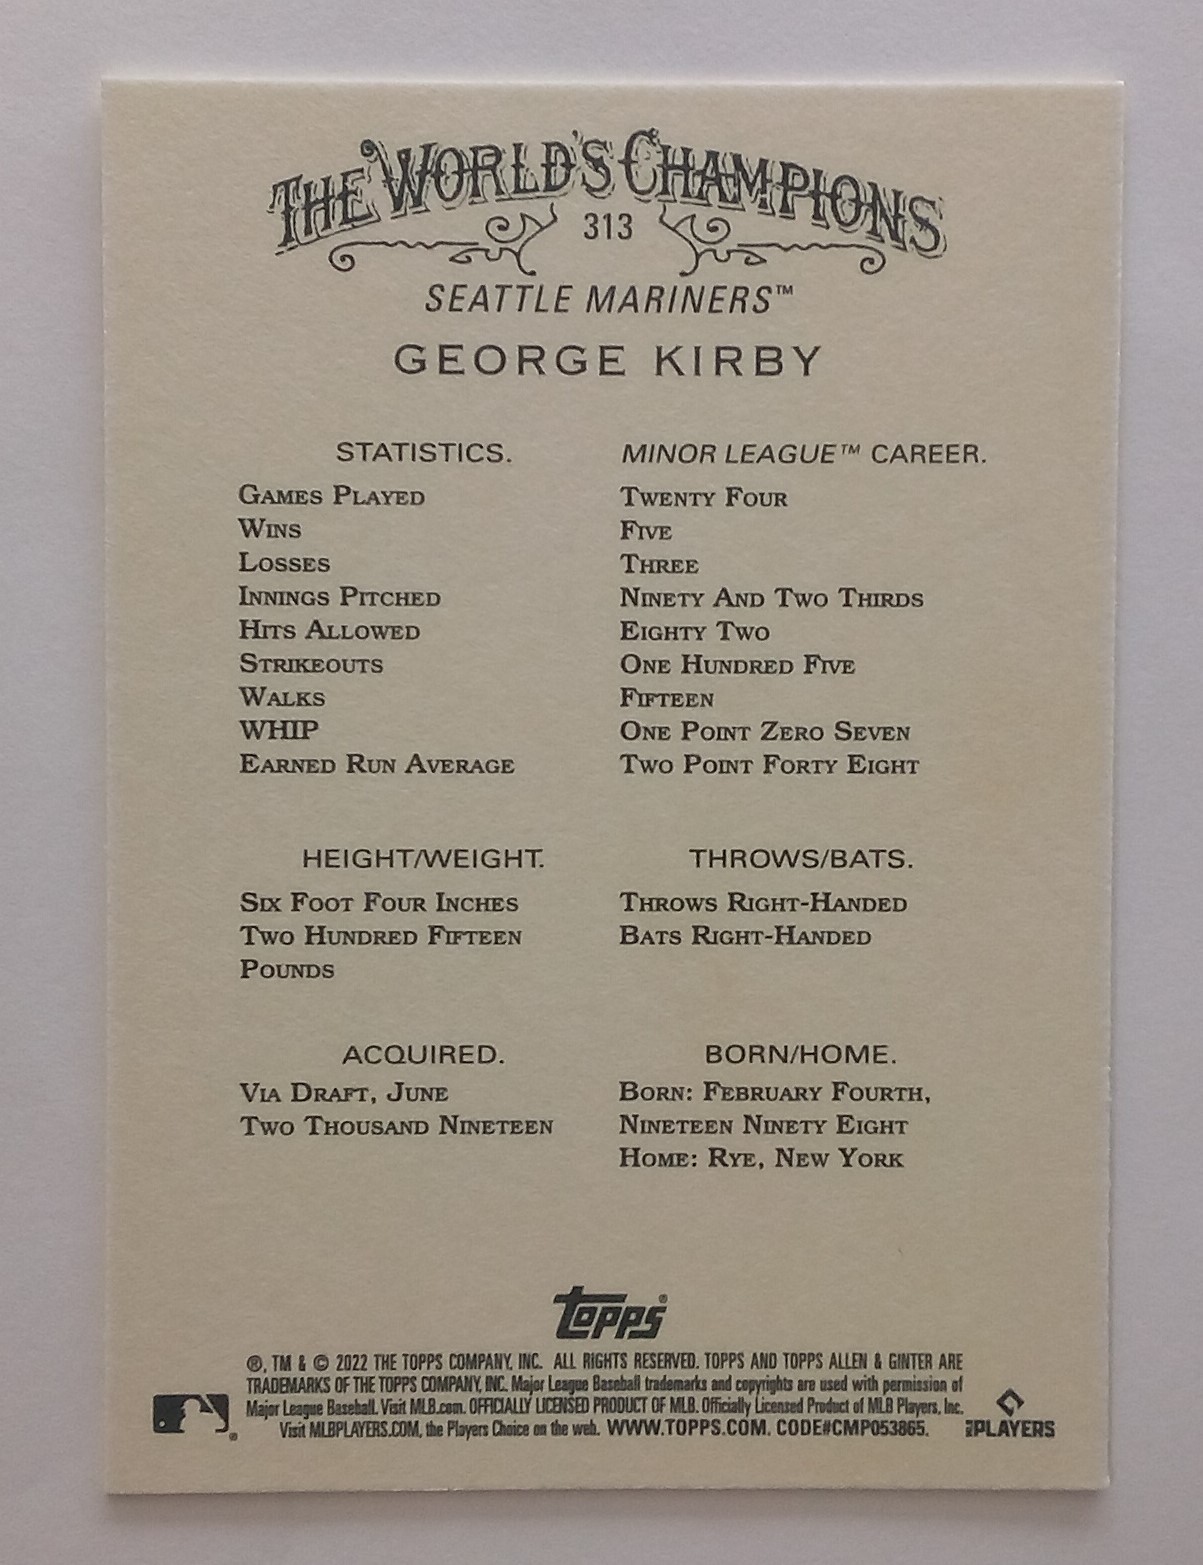 THE WORLD'S CHAMPIONS
313
SEATTLE MARINERS™
GEORGE KIRBY
STATISTICS. MINOR LEAGUE™ CAREER.
GAMES PLAYED TWENTY FOUR
WINS FIVE
LOSSES THREE
INNINGS PITCHED NINETY AND TWO THIRDS
HITS ALLOWED EIGHTY TWO
STRIKEOUTS ONE HUNDRED FIVE
WALKS FIFTEEN
WHIP ONE POINT ZERO SEVEN
EARNED RUN AVERAGE TWO POINT FORTY EIGHT
HEIGHT/WEIGHT. THROWS/BATS.
SIX FOOT FOUR INCHES THROWS RIGHT-HANDED
TWO HUNDRED FIFTEEN BATS RIGHT-HANDED
POUNDS
ACQUIRED. BORN/HOME.
VIA DRAFT, JUNE BORN: FEBRUARY FOURTH,
TWO THOUSAND NINETEEN NINETEEN NINETY EIGHT
HOME: RYE, NEW YORK
topps®
®, TM & © 2022 THE TOPPS COMPANY, INC. ALL RIGHTS RESERVED. TOPPS AND TOPPS ALLEN & GINTER ARE
TRADEMARKS OF THE TOPPS COMPANY, INC. Major League Baseball trademarks and copyrights are used with permission of
Major League Baseball. Visit MLB.com. OFFICIALLY LICENSED PRODUCT OF MLB. Officially Licensed Product of MLB Players, Inc.
Visit MLBPLAYERS.COM, the Players Choice on the web. WWW.TOPPS.COM. CODE#CMP053865.
MLB PLAYERS